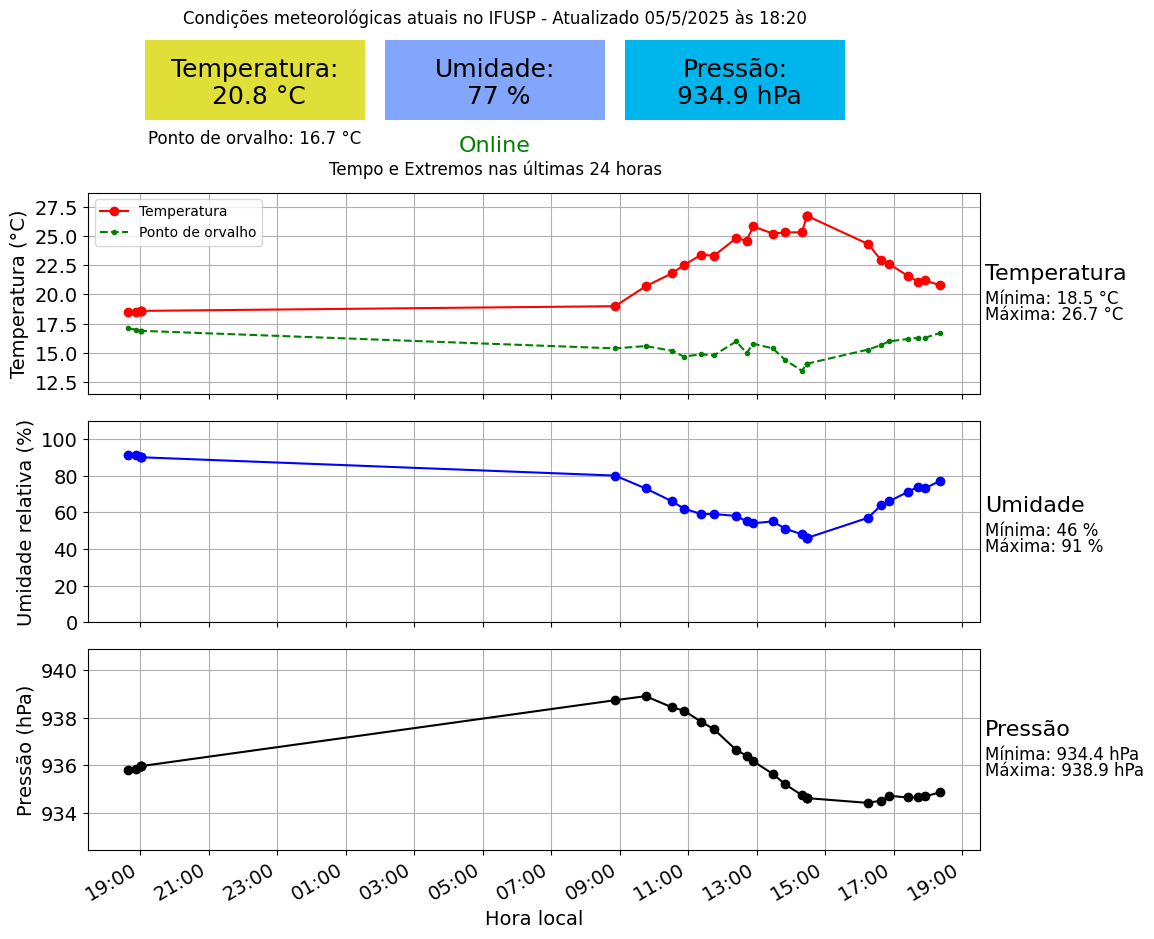 Condições meteorológicas atuais no IFUSP - Atualizado 05/5/2025 às 18:20
Temperatura:
20.8 °C
Umidade:
77 %
Pressão:
934.9 hPa
Ponto de orvalho: 16.7 °C
Online
Tempo e Extremos nas últimas 24 horas
Temperatura (°C)
27.5
25.0
22.5
20.0
17.5
15.0
12.5
Temperatura
Ponto de orvalho
Temperatura
Mínima: 18.5 °C
Máxima: 26.7 °C
Umidade relativa (%)
100
80
60
40
20
0
Umidade
Mínima: 46 %
Máxima: 91 %
Pressão (hPa)
940
938
936
934
Pressão
Mínima: 934.4 hPa
Máxima: 938.9 hPa
19:00
21:00
23:00
01:00
03:00
05:00
07:00
09:00
11:00
13:00
15:00
17:00
19:00
Hora local